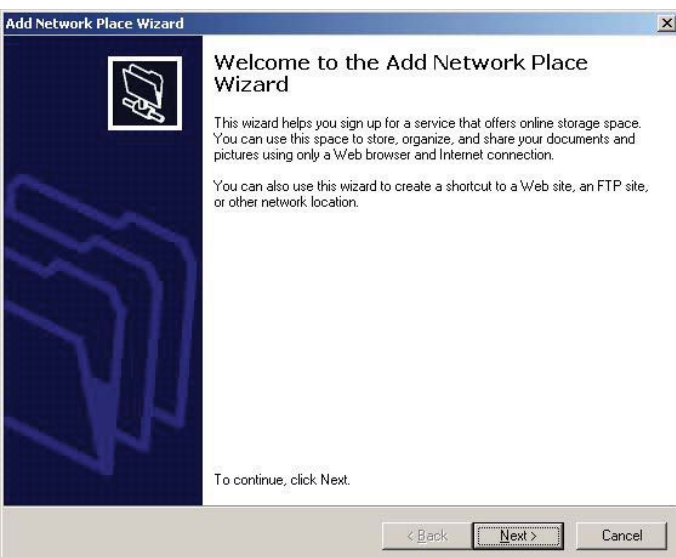 Add Network Place Wizard
Welcome to the Add Network Place
Wizard
This wizard helps you sign up for a service that offers online storage space.
You can use this space to store, organize, and share your documents and
pictures using only a Web browser and Internet connection.
You can also use this wizard to create a shortcut to a Web site, an FTP site,
or other network location.
To continue, click Next.
< Back
Next >
Cancel